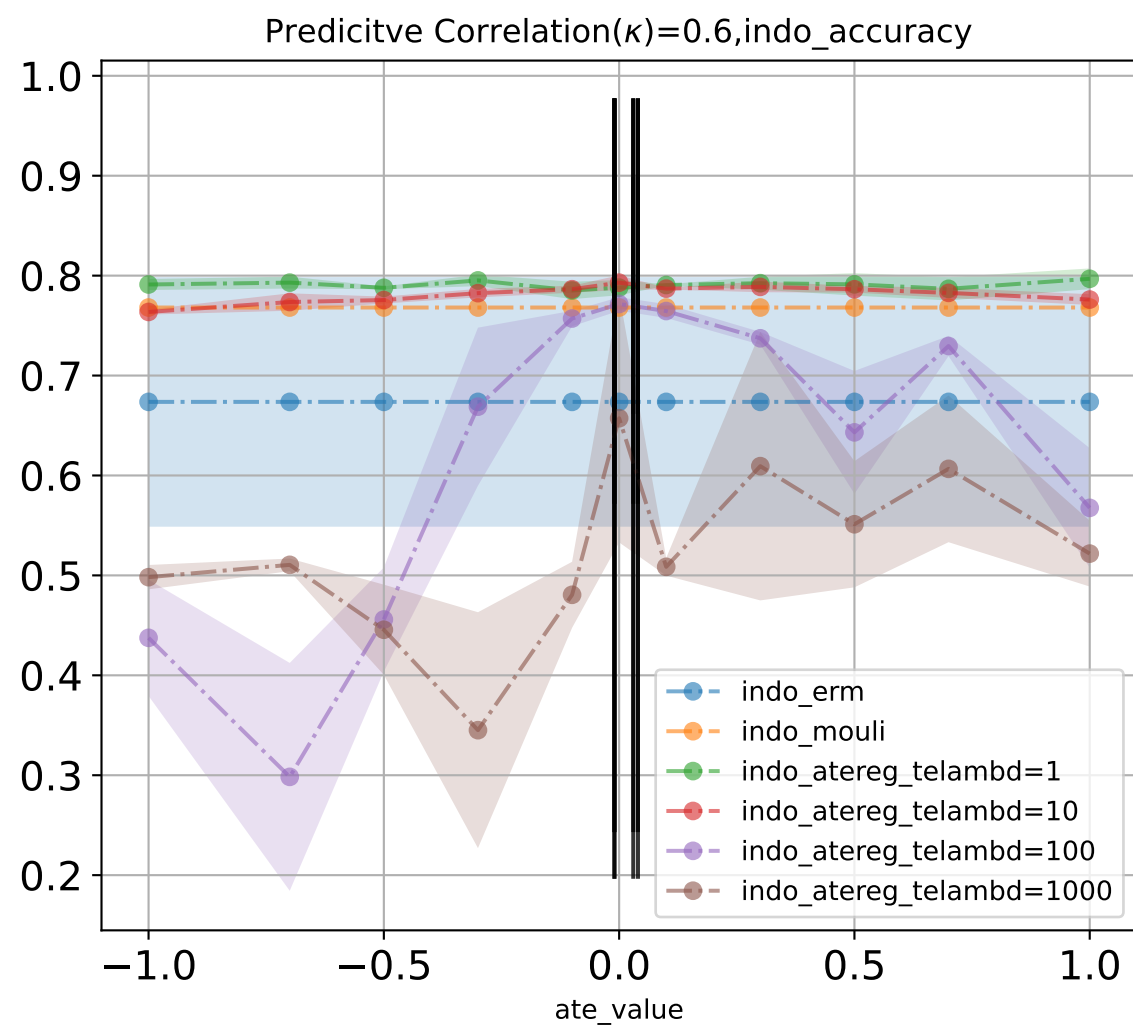 Predicitve Correlation(κ)=0.6,indo_accuracy
1.0
0.9
0.8
0.7
0.6
0.5
0.4
0.3
0.2
indo_erm
indo_mouli
indo_atereg_telambd=1
indo_atereg_telambd=10
indo_atereg_telambd=100
indo_atereg_telambd=1000
−1.0 −0.5 0.0 0.5 1.0
ate_value